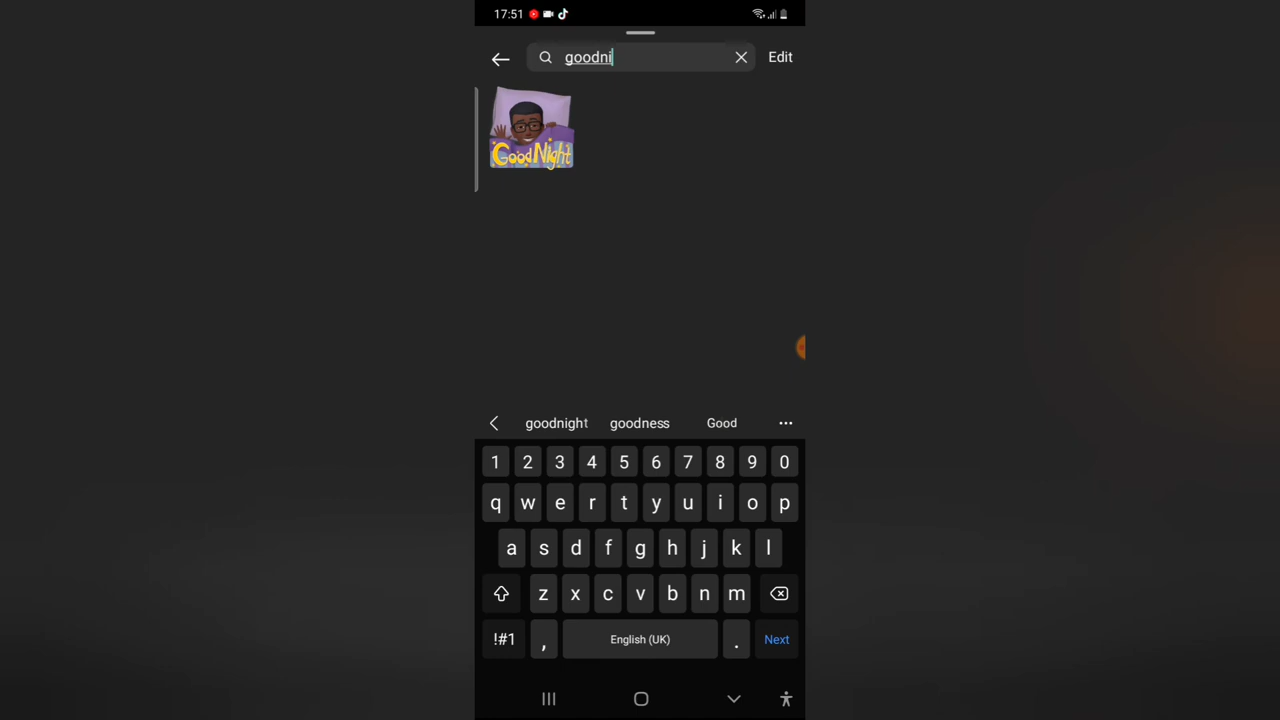 17:51
goodni
Edit
Good Night
goodnight goodness Good
1 2 3 4 5 6 7 8 9 0
q w e r t y u i o p
a s d f g h j k l
z x c v b n m
!#1 , English (UK) . Next